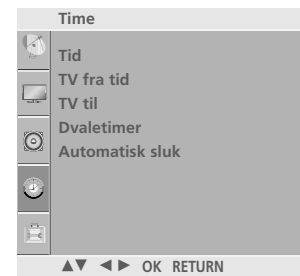 Time
Tid
TV fra tid
TV til
Dvaletimer
Automatisk sluk
▲▼ ◄► OK RETURN